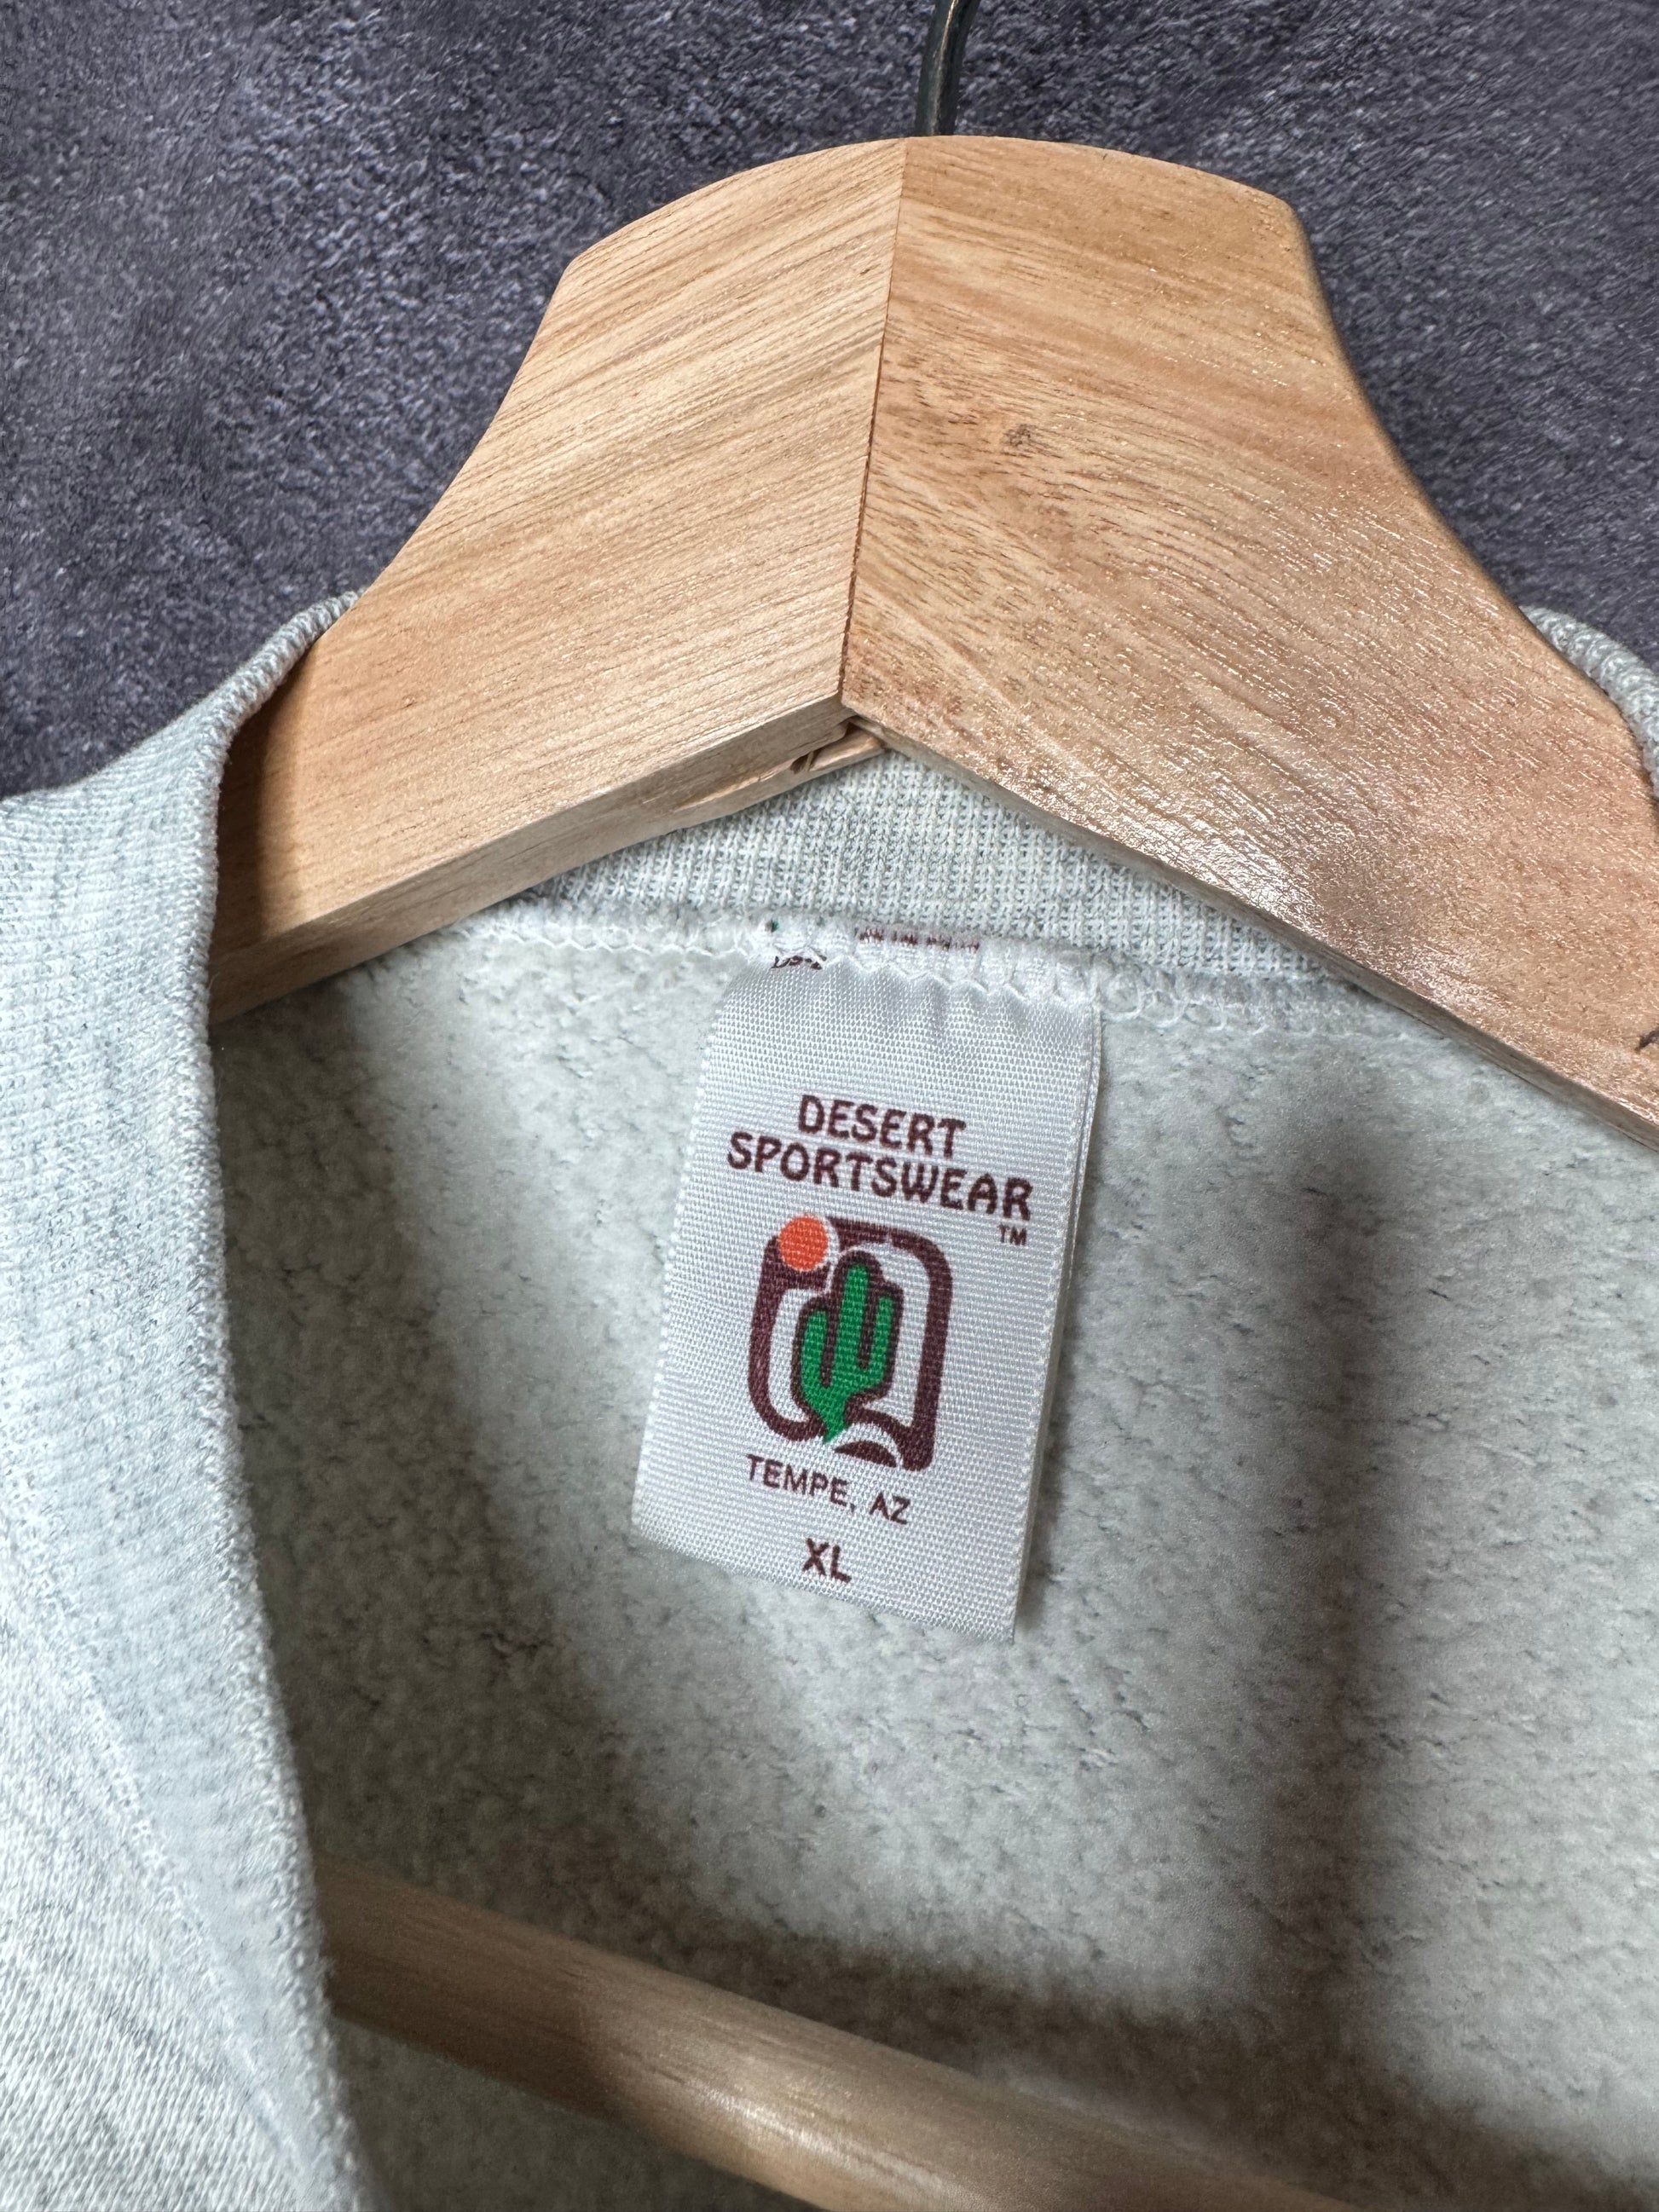 DESERT
SPORTSWEAR
TM
TEMPE, AZ
XL